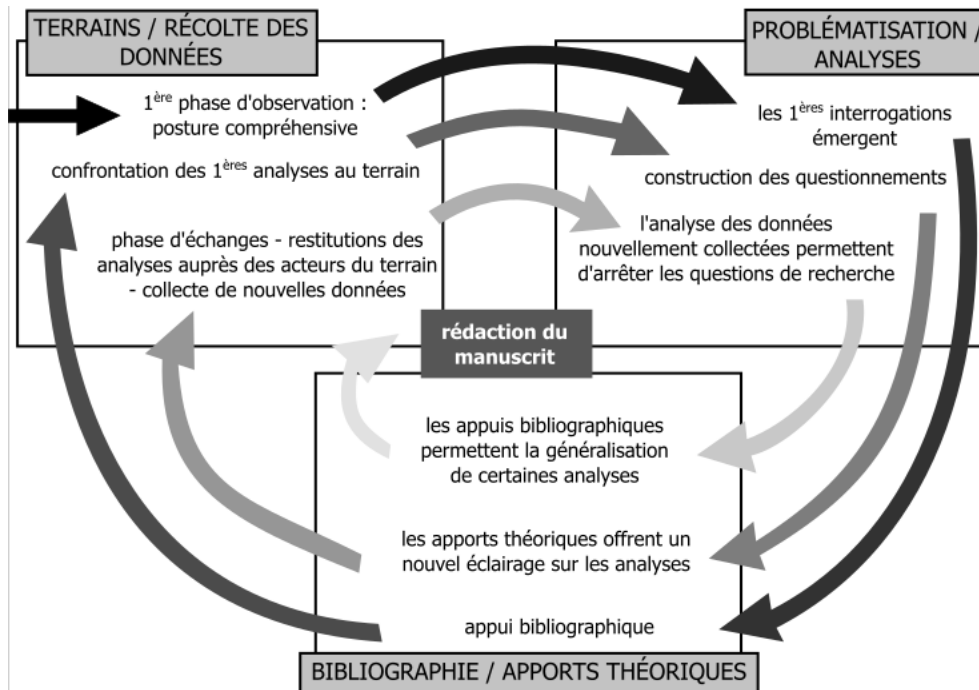 TERRAINS / RÉCOLTE DES
DONNÉES
1ère phase d'observation :
posture compréhensive
confrontation des 1ères analyses au terrain
phase d'échanges - restitutions des
analyses auprès des acteurs du terrain
- collecte de nouvelles données
PROBLÉMATISATION /
ANALYSES
les 1ères interrogations
émergent
construction des questionnements
l'analyse des données
nouvellement collectées permettent
d'arrêter les questions de recherche
rédaction du
manuscrit
les appuis bibliographiques
permettent la généralisation
de certaines analyses
les apports théoriques offrent un
nouvel éclairage sur les analyses
appui bibliographique
BIBLIOGRAPHIE / APPORTS THÉORIQUES